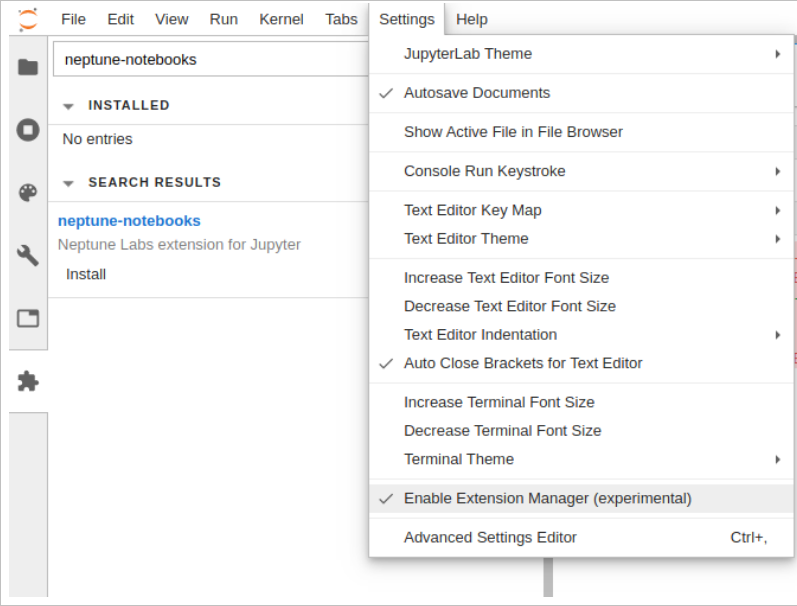 File Edit View Run Kernel Tabs Settings Help
neptune-notebooks
INSTALLED
No entries
SEARCH RESULTS
neptune-notebooks
Neptune Labs extension for Jupyter
Install
JupyterLab Theme
Autosave Documents
Show Active File in File Browser
Console Run Keystroke
Text Editor Key Map
Text Editor Theme
Increase Text Editor Font Size
Decrease Text Editor Font Size
Text Editor Indentation
Auto Close Brackets for Text Editor
Increase Terminal Font Size
Decrease Terminal Font Size
Terminal Theme
Enable Extension Manager (experimental)
Advanced Settings Editor Ctrl+,